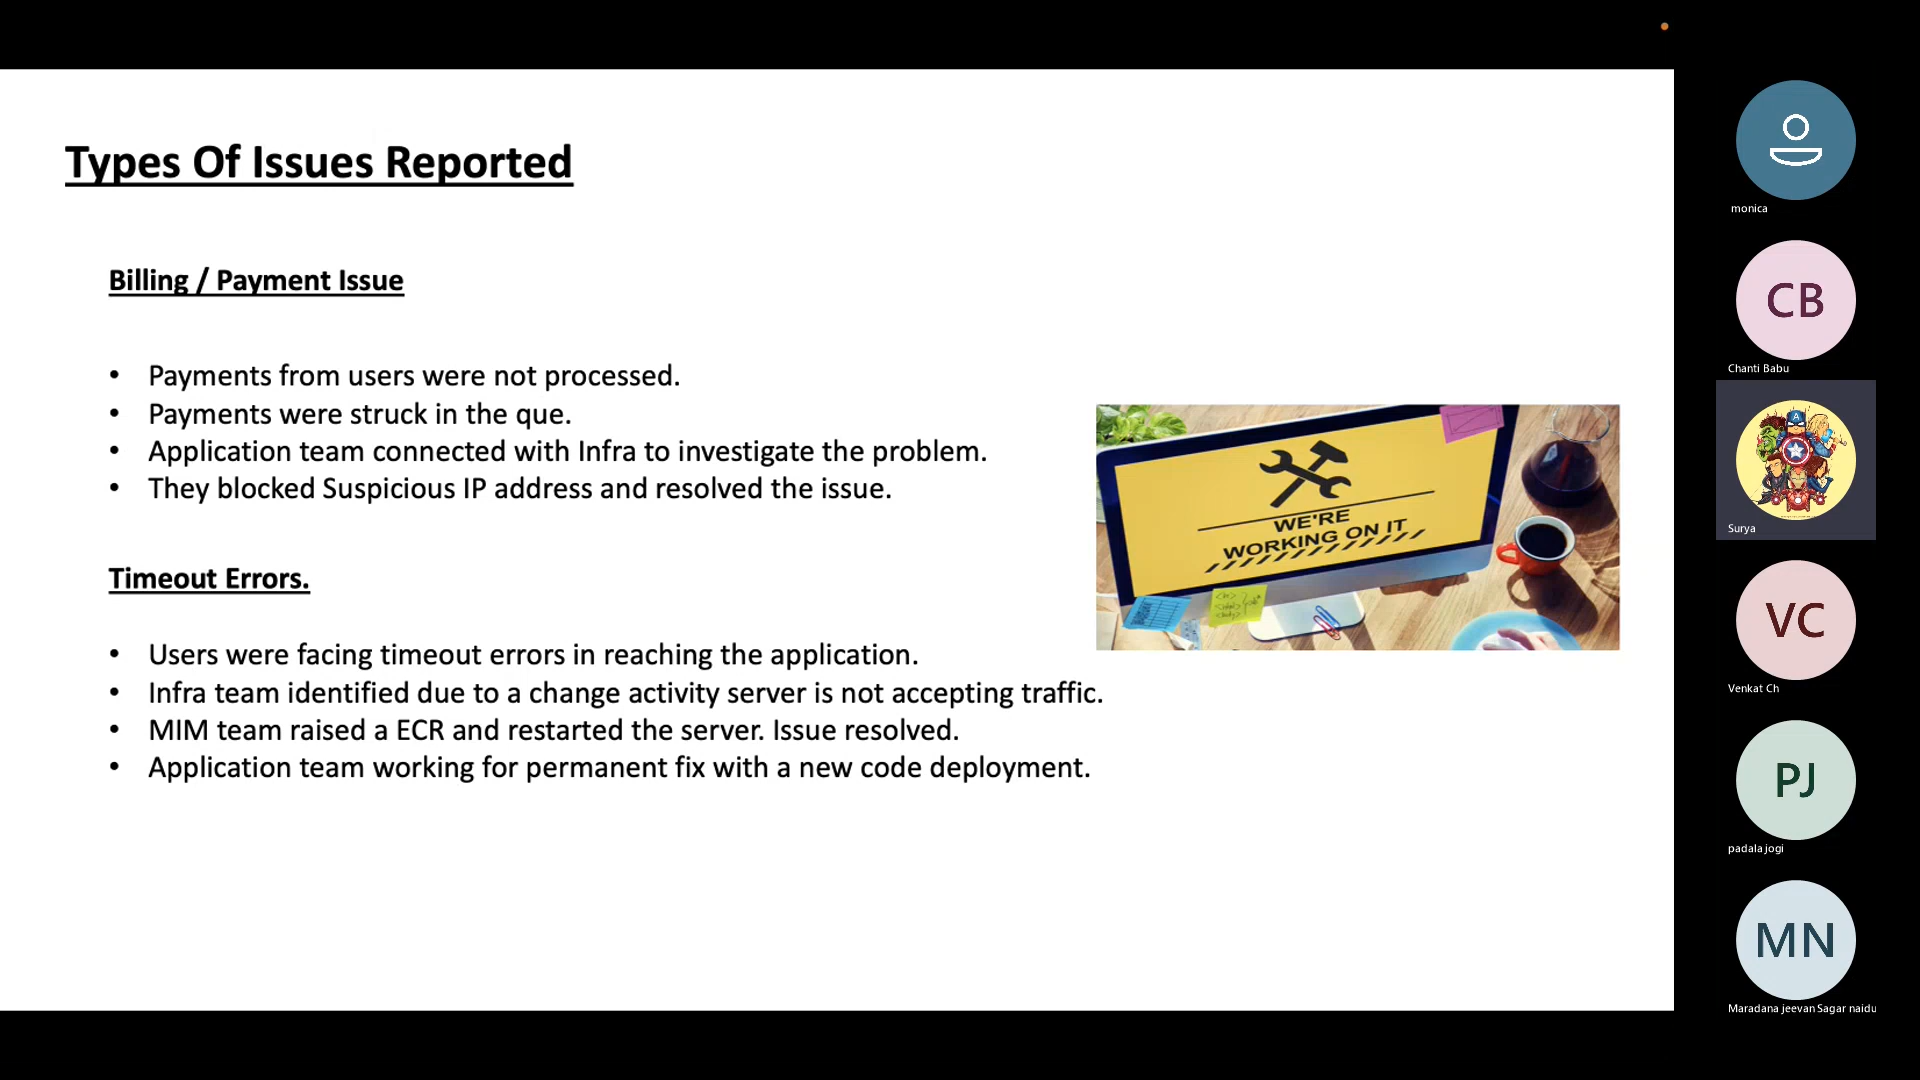 Types Of Issues Reported
Billing / Payment Issue
• Payments from users were not processed.
• Payments were struck in the que.
• Application team connected with Infra to investigate the problem.
• They blocked Suspicious IP address and resolved the issue.
Timeout Errors.
• Users were facing timeout errors in reaching the application.
• Infra team identified due to a change activity server is not accepting traffic.
• MIM team raised a ECR and restarted the server. Issue resolved.
• Application team working for permanent fix with a new code deployment.
WE'RE
WORKING ON IT
monica
CB
Chanti Babu
A
Surya
VC
Venkat Ch
PJ
padala jogi
MN
Maradana jeevan Sagar naidu